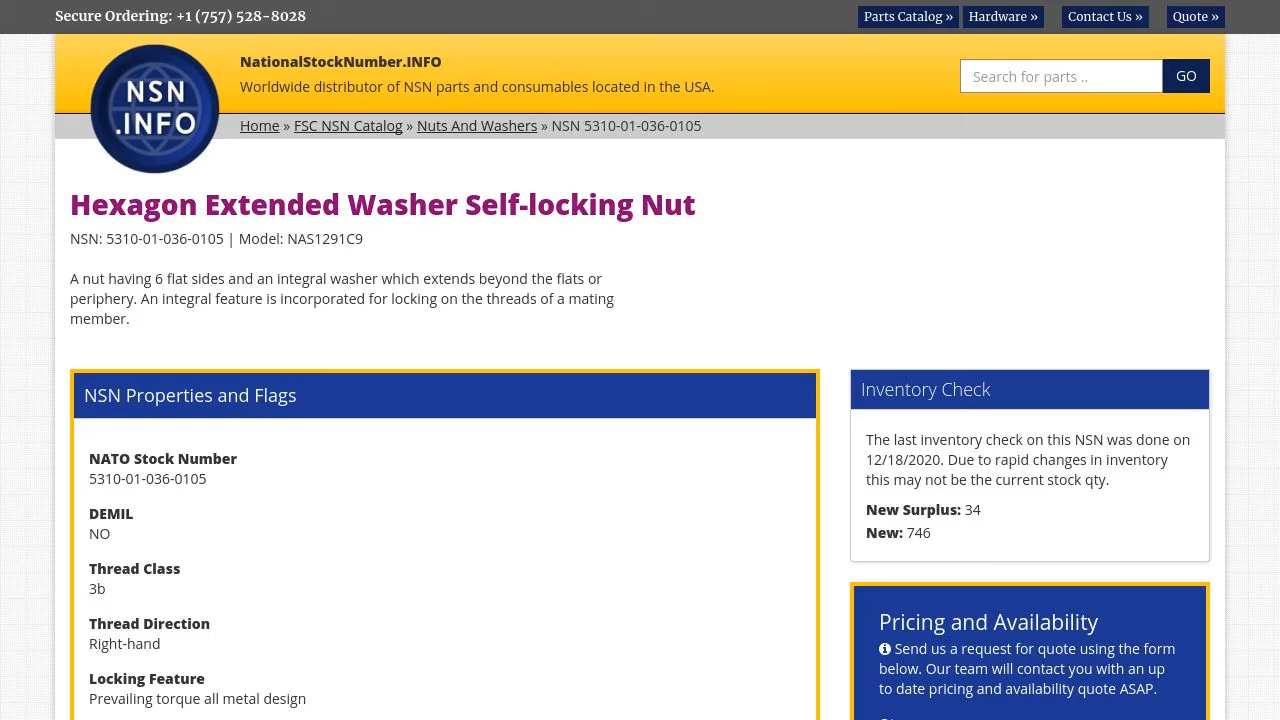 Secure Ordering: +1 (757) 528-8028
Parts Catalog » Hardware » Contact Us » Quote »
NSN
.INFO
NationalStockNumber.INFO
Worldwide distributor of NSN parts and consumables located in the USA.
Search for parts .. GO
Home » FSC NSN Catalog » Nuts And Washers » NSN 5310-01-036-0105
Hexagon Extended Washer Self-locking Nut
NSN: 5310-01-036-0105 | Model: NAS1291C9
A nut having 6 flat sides and an integral washer which extends beyond the flats or
periphery. An integral feature is incorporated for locking on the threads of a mating
member.
NSN Properties and Flags
NATO Stock Number
5310-01-036-0105
DEMIL
NO
Thread Class
3b
Thread Direction
Right-hand
Locking Feature
Prevailing torque all metal design
Inventory Check
The last inventory check on this NSN was done on
12/18/2020. Due to rapid changes in inventory
this may not be the current stock qty.
New Surplus: 34
New: 746
Pricing and Availability
Send us a request for quote using the form
below. Our team will contact you with an up
to date pricing and availability quote ASAP.